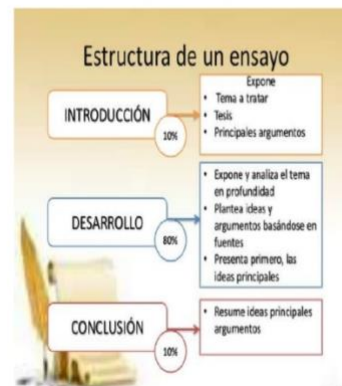 Estructura de un ensayo
INTRODUCCIÓN
10%
Expone
• Tema a tratar
• Tesis
• Principales argumentos
DESARROLLO
80%
• Expone y analiza el tema
en profundidad
• Plantea ideas y
argumentos basándose en
fuentes
• Presenta primero, las
ideas principales
CONCLUSIÓN
10%
• Resume ideas principales
argumentos